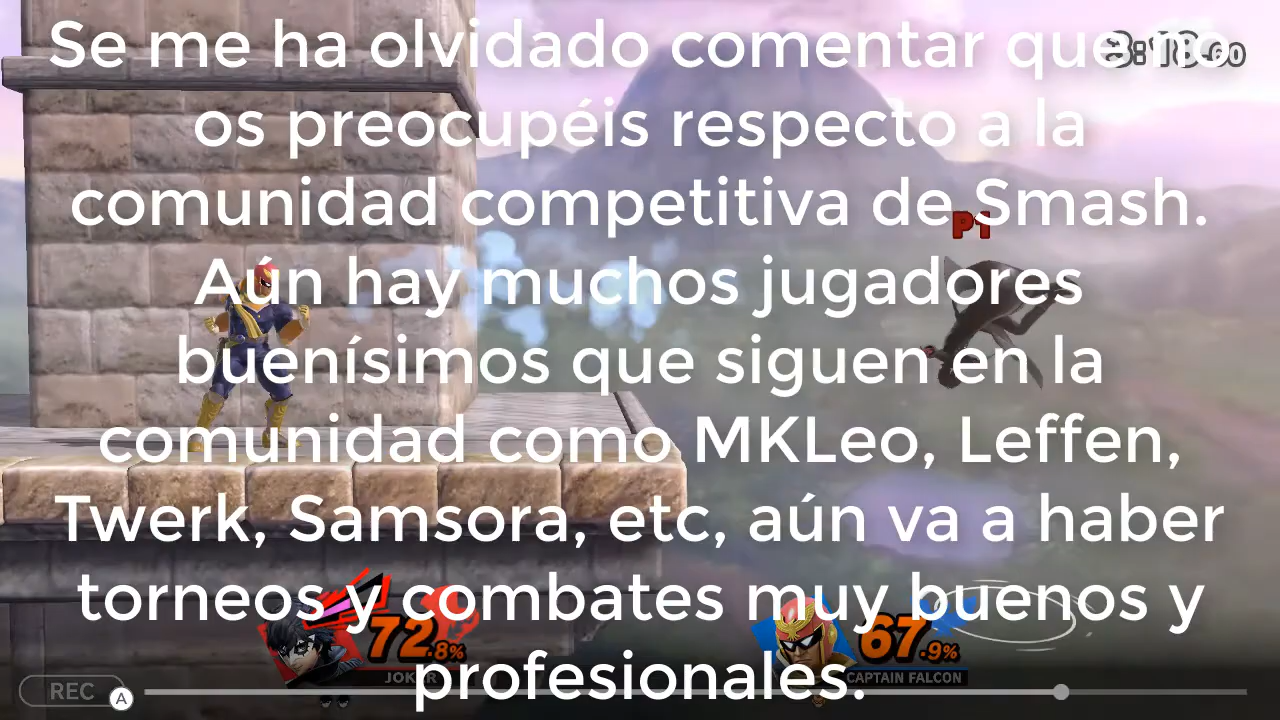 Se me ha olvidado comentar que no
os preocupéis respecto a la
comunidad competitiva de Smash.
P1
Aún hay muchos jugadores
buenísimos que siguen en la
comunidad como MKLeo, Leffen,
Twerk, Samsora, etc, aún va a haber
torneos y combates muy buenos y
profesionales.
72.8%
JOKER
67.9%
CAPTAIN FALCON
REC
A